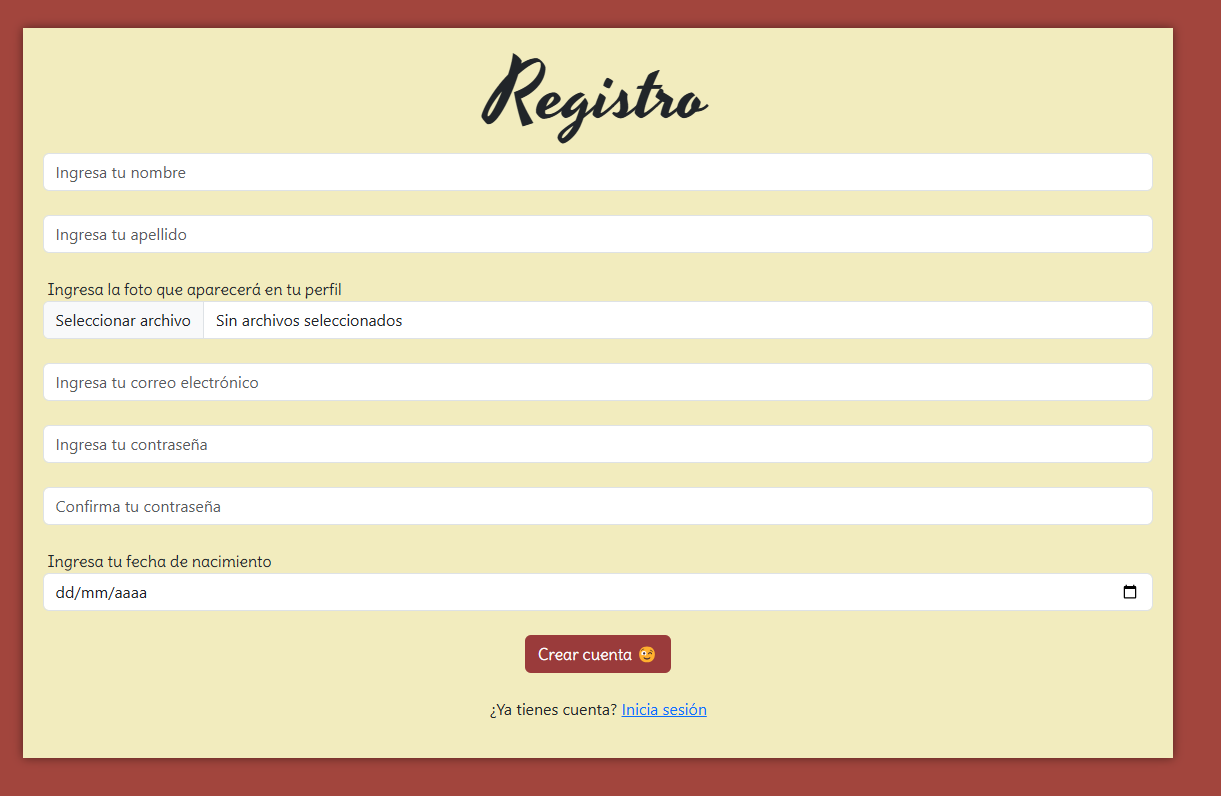 Registro
Ingresa tu nombre
Ingresa tu apellido
Ingresa la foto que aparecerá en tu perfil
Seleccionar archivo Sin archivos seleccionados
Ingresa tu correo electrónico
Ingresa tu contraseña
Confirma tu contraseña
Ingresa tu fecha de nacimiento
dd/mm/aaaa
Crear cuenta 😉
¿Ya tienes cuenta? Inicia sesión